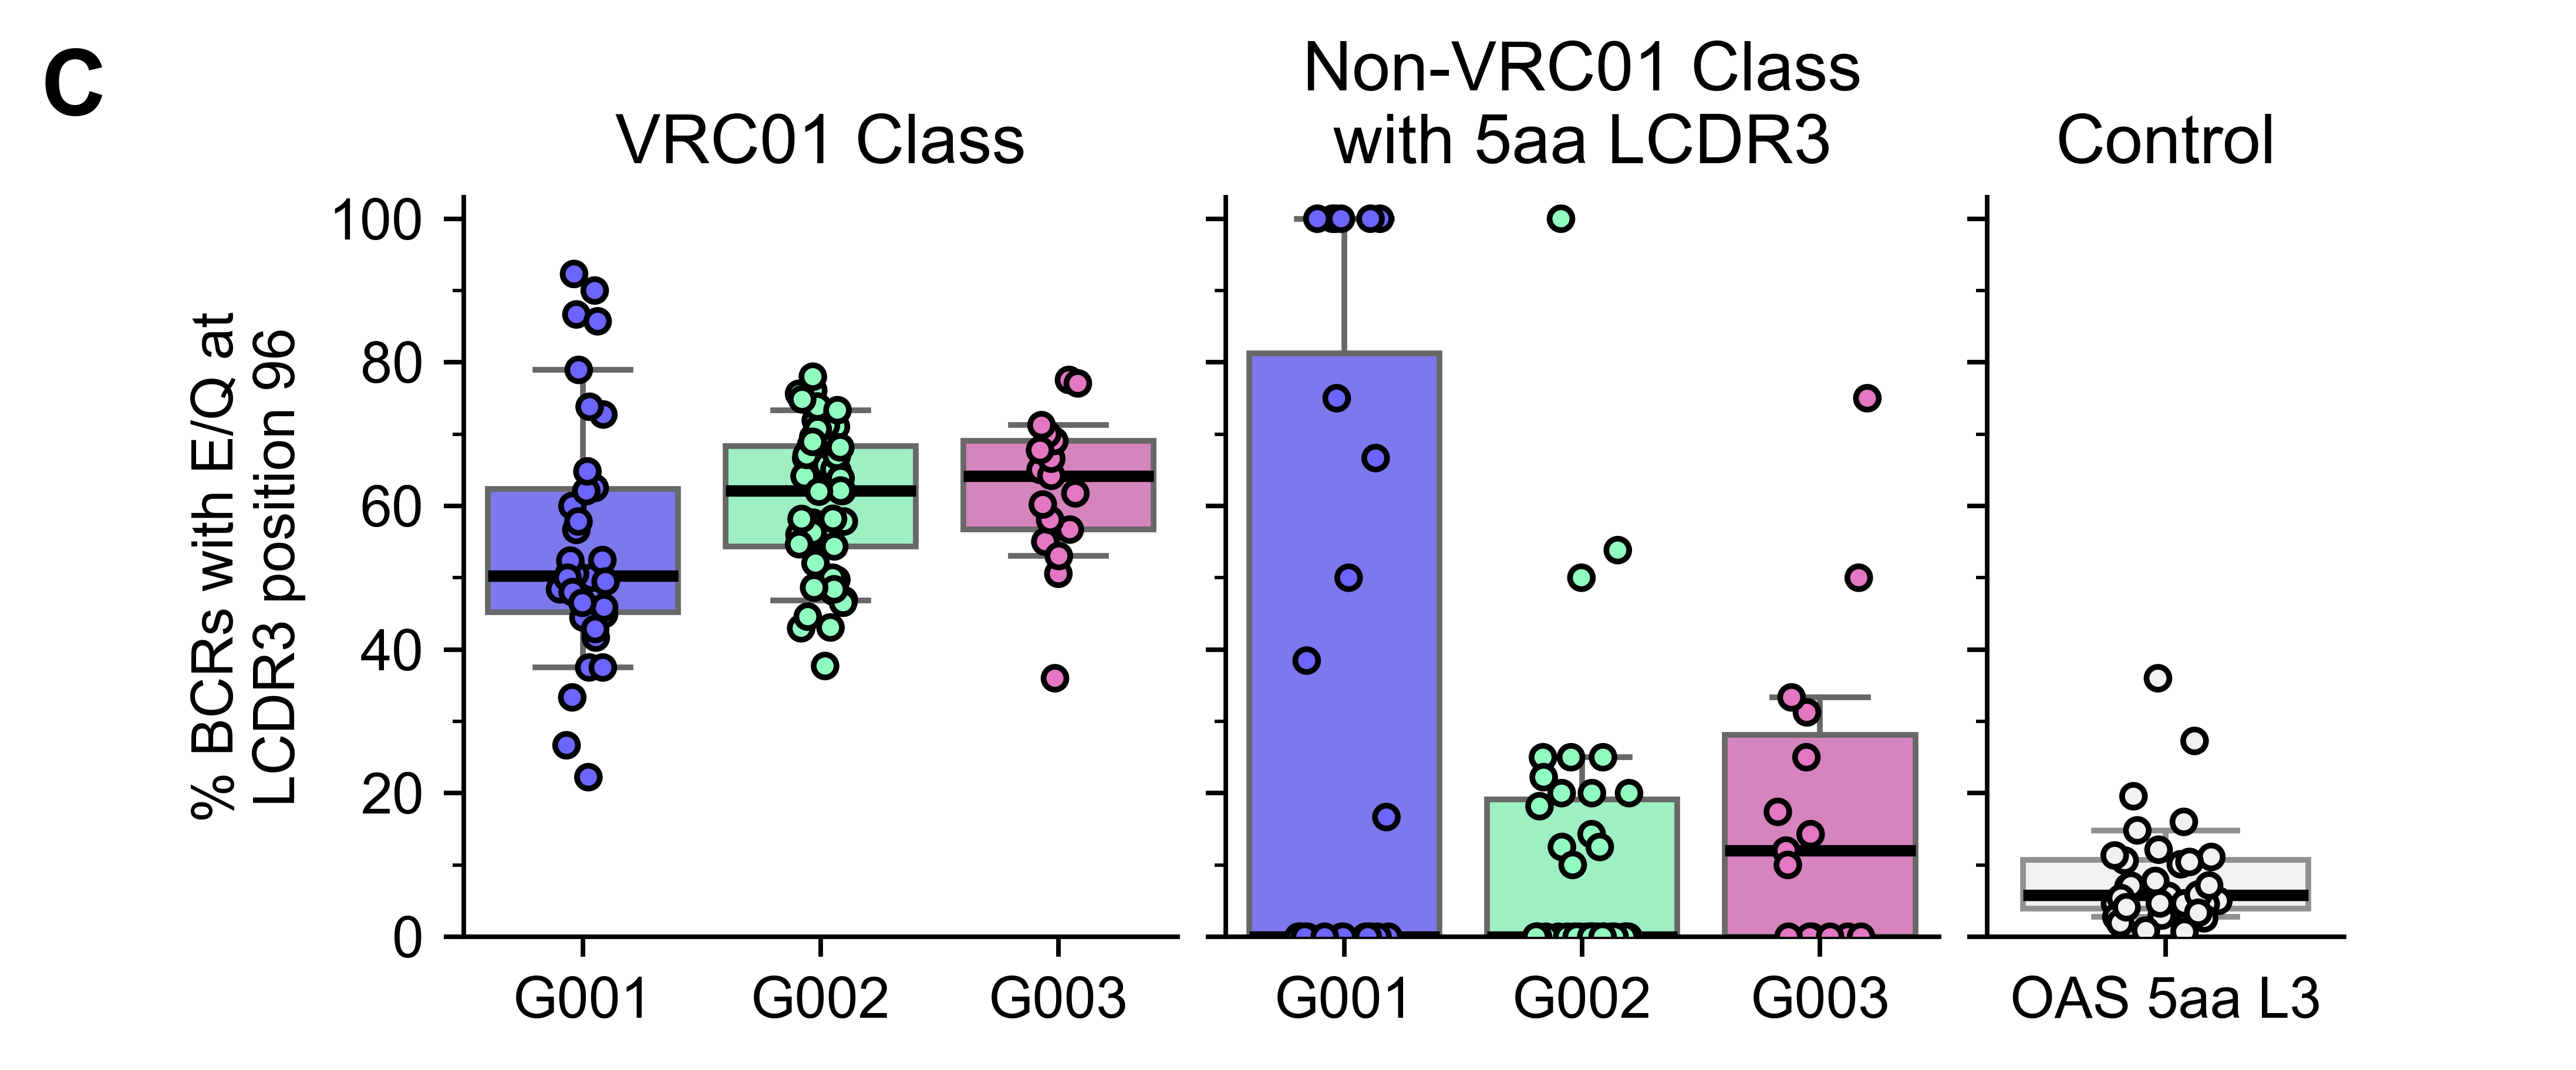 C
VRC01 Class
Non-VRC01 Class
with 5aa LCDR3
Control
% BCRs with E/Q at
LCDR3 position 96
100
80
60
40
20
0
G001
G002
G003
G001
G002
G003
OAS 5aa L3